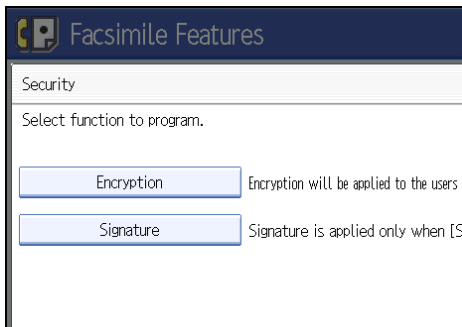 Facsimile Features
Security
Select function to program.
Encryption Encryption will be applied to the users
Signature Signature is applied only when [S